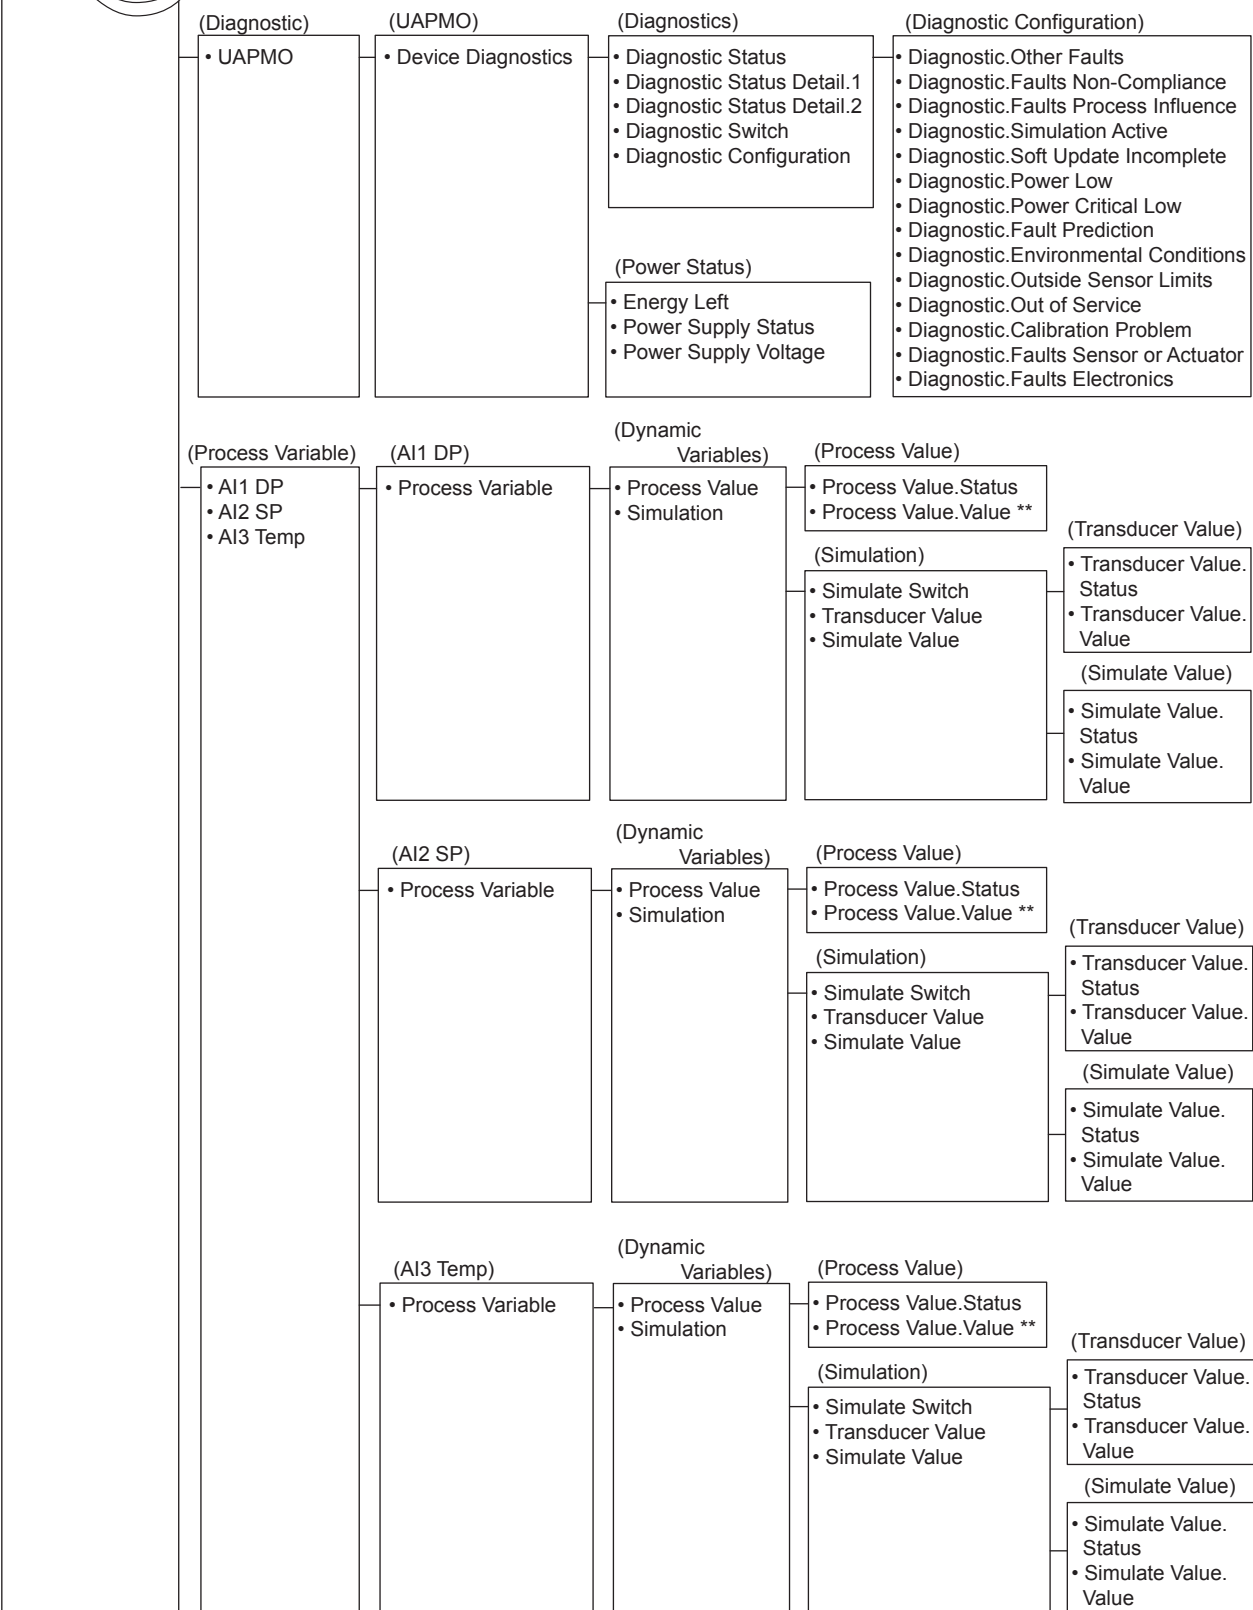 (Diagnostic)
• UAPMO
(UAPMO)
• Device Diagnostics
(Diagnostics)
• Diagnostic Status
• Diagnostic Status Detail.1
• Diagnostic Status Detail.2
• Diagnostic Switch
• Diagnostic Configuration
(Diagnostic Configuration)
• Diagnostic.Other Faults
• Diagnostic.Faults Non-Compliance
• Diagnostic.Faults Process Influence
• Diagnostic.Simulation Active
• Diagnostic.Soft Update Incomplete
• Diagnostic.Power Low
• Diagnostic.Power Critical Low
• Diagnostic.Fault Prediction
• Diagnostic.Environmental Conditions
• Diagnostic.Outside Sensor Limits
• Diagnostic.Out of Service
• Diagnostic.Calibration Problem
• Diagnostic.Faults Sensor or Actuator
• Diagnostic.Faults Electronics
(Power Status)
• Energy Left
• Power Supply Status
• Power Supply Voltage
(Process Variable)
• AI1 DP
• AI2 SP
• AI3 Temp
(AI1 DP)
• Process Variable
(Dynamic
Variables)
• Process Value
• Simulation
(Process Value)
• Process Value.Status
• Process Value.Value **
(Simulation)
• Simulate Switch
• Transducer Value
• Simulate Value
(Transducer Value)
• Transducer Value.
Status
• Transducer Value.
Value
(Simulate Value)
• Simulate Value.
Status
• Simulate Value.
Value
(AI2 SP)
• Process Variable
(Dynamic
Variables)
• Process Value
• Simulation
(Process Value)
• Process Value.Status
• Process Value.Value **
(Simulation)
• Simulate Switch
• Transducer Value
• Simulate Value
(Transducer Value)
• Transducer Value.
Status
• Transducer Value.
Value
(Simulate Value)
• Simulate Value.
Status
• Simulate Value.
Value
(AI3 Temp)
• Process Variable
(Dynamic
Variables)
• Process Value
• Simulation
(Process Value)
• Process Value.Status
• Process Value.Value **
(Simulation)
• Simulate Switch
• Transducer Value
• Simulate Value
(Transducer Value)
• Transducer Value.
Status
• Transducer Value.
Value
(Simulate Value)
• Simulate Value.
Status
• Simulate Value.
Value